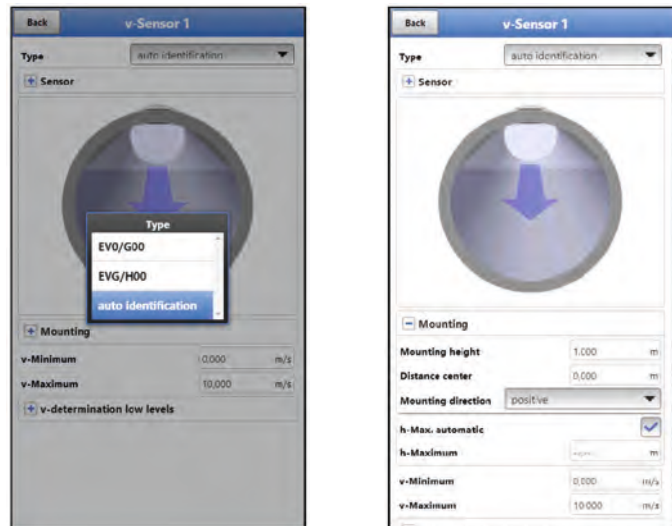 Back v-Sensor 1
Type auto identification
+ Sensor
Type
EV0/G00
EVG/H00
auto identification
+ Mounting
v-Minimum 0,000 m/s
v-Maximum 10,000 m/s
+ v-determination low levels
Back v-Sensor 1
Type auto identification
+ Sensor
− Mounting
Mounting height 1,000 m
Distance center 0,000 m
Mounting direction positive
h-Max. automatic
h-Maximum -,--- m
v-Minimum 0,000 m/s
v-Maximum 10,000 m/s